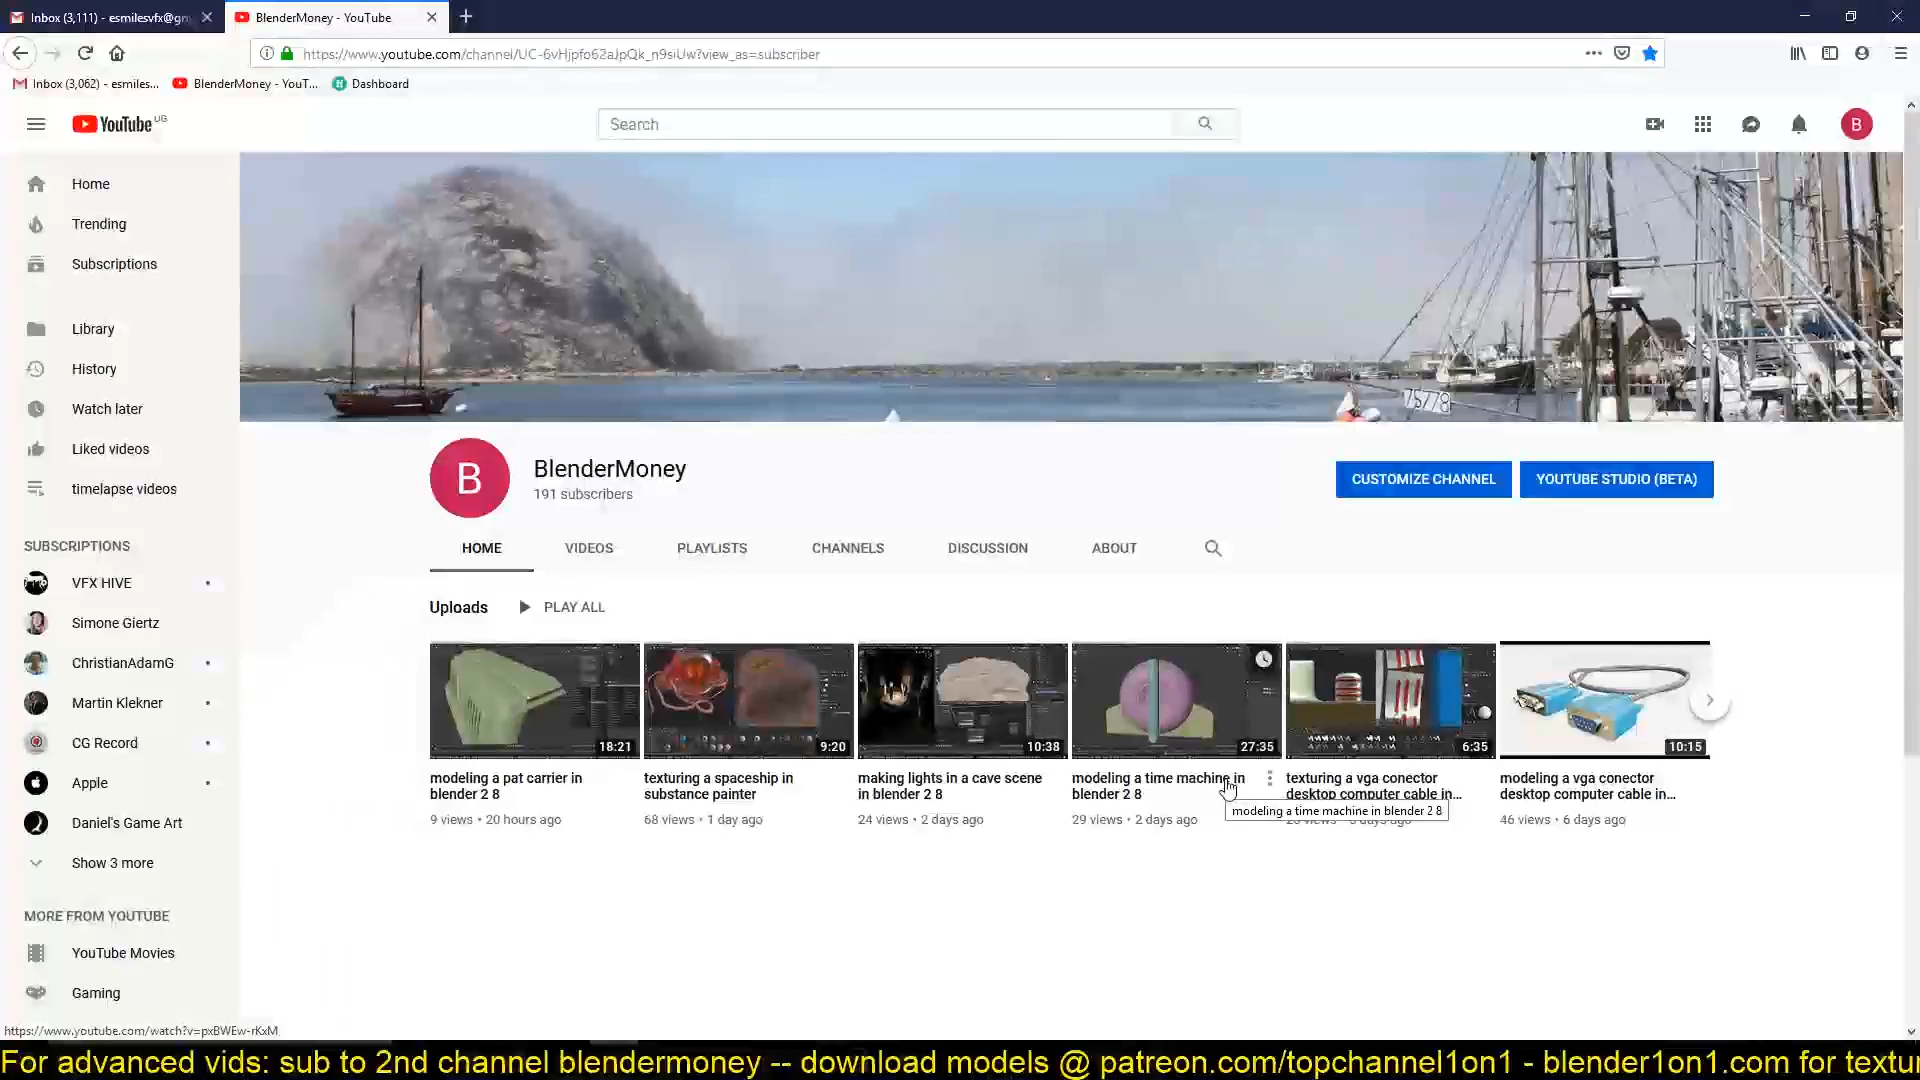 Inbox (3,111) - esmilesvfx@gm
BlenderMoney - YouTube
https://www.youtube.com/channel/UC-6vHjpfo62aJpQk_n9siUw?view_as=subscriber
Inbox (3,062) - esmiles...
BlenderMoney - YouT...
Dashboard
YouTube UG
Search
B
Home
Trending
Subscriptions
Library
History
Watch later
Liked videos
timelapse videos
SUBSCRIPTIONS
VFX HIVE
Simone Giertz
ChristianAdamG
Martin Klekner
CG Record
Apple
Daniel's Game Art
Show 3 more
MORE FROM YOUTUBE
YouTube Movies
Gaming
75778
B
BlenderMoney
191 subscribers
CUSTOMIZE CHANNEL
YOUTUBE STUDIO (BETA)
HOME
VIDEOS
PLAYLISTS
CHANNELS
DISCUSSION
ABOUT
Uploads
PLAY ALL
18:21
9:20
10:38
27:35
6:35
10:15
modeling a pat carrier in
blender 2 8
9 views • 20 hours ago
texturing a spaceship in
substance painter
68 views • 1 day ago
making lights in a cave scene
in blender 2 8
24 views • 2 days ago
modeling a time machine in
blender 2 8
29 views • 2 days ago
texturing a vga conector
desktop computer cable in...
modeling a time machine in blender 2 8
modeling a vga conector
desktop computer cable in...
46 views • 6 days ago
https://www.youtube.com/watch?v=pxBWEw-rKxM
For advanced vids: sub to 2nd channel blendermoney -- download models @ patreon.com/topchannel1on1 - blender1on1.com for textur